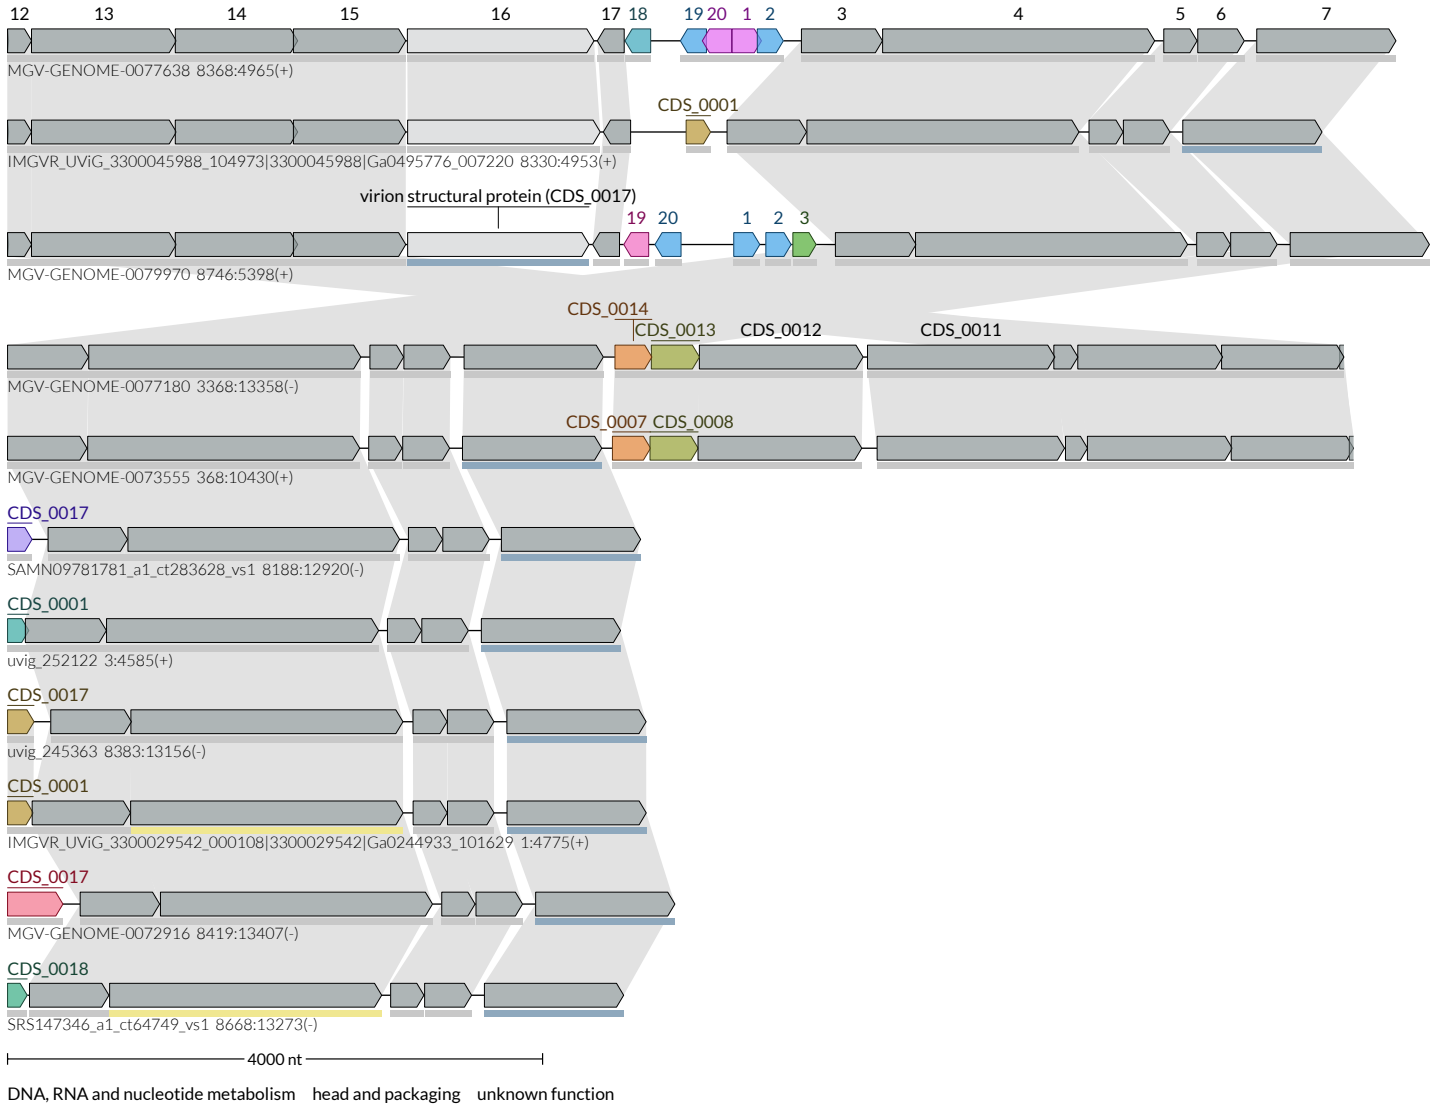 12 13 14 15 16 17 18 19 20 1 2 3 4 5 6 7
MGV-GENOME-0077638 8368:4965(+)
CDS_0001
IMGVR_UViG_3300045988_104973|3300045988|Ga0495776_007220 8330:4953(+)
virion structural protein (CDS_0017)
19 20 1 2 3
MGV-GENOME-0079970 8746:5398(+)
CDS_0014
CDS_0013 CDS_0012 CDS_0011
MGV-GENOME-0077180 3368:13358(-)
CDS_0007 CDS_0008
MGV-GENOME-0073555 368:10430(+)
CDS_0017
SAMN09781781_a1_ct283628_vs1 8188:12920(-)
CDS_0001
uvig_252122 3:4585(+)
CDS_0017
uvig_245363 8383:13156(-)
CDS_0001
IMGVR_UViG_3300029542_000108|3300029542|Ga0244933_101629 1:4775(+)
CDS_0017
MGV-GENOME-0072916 8419:13407(-)
CDS_0018
SRS147346_a1_ct64749_vs1 8668:13273(-)
4000 nt
DNA, RNA and nucleotide metabolism head and packaging unknown function